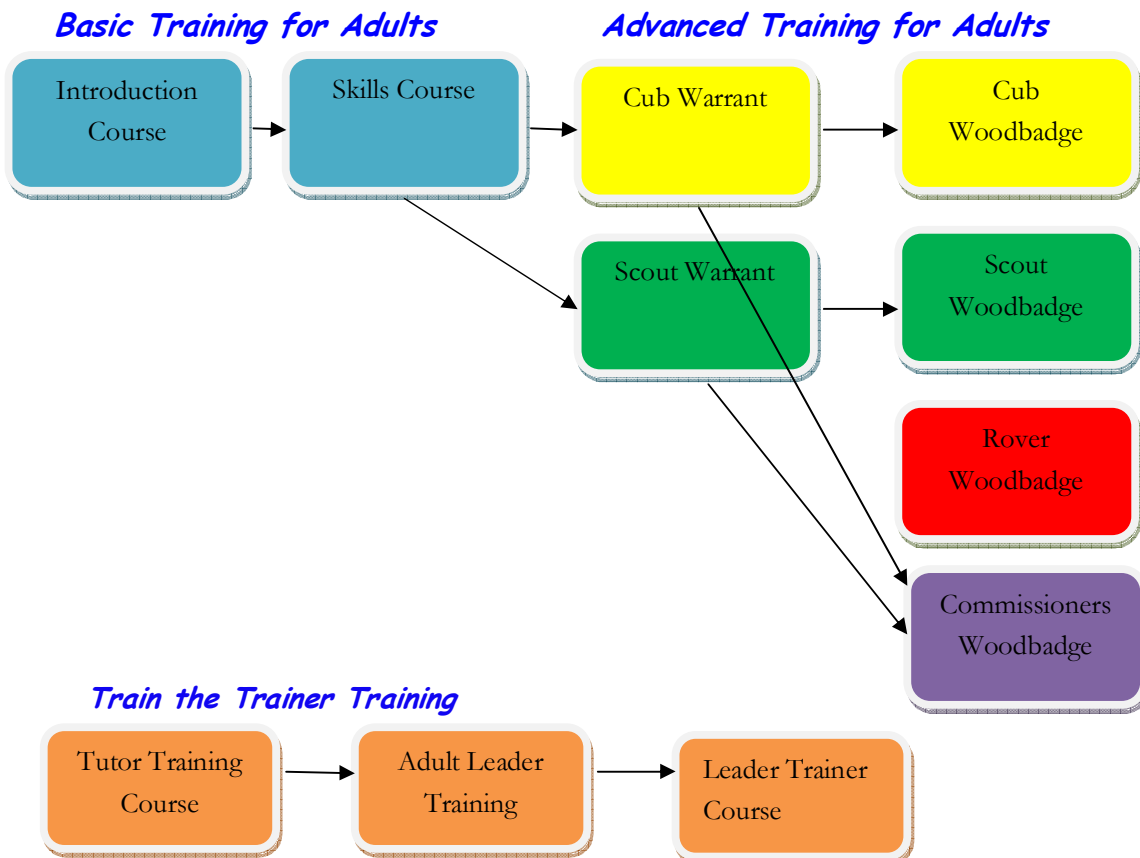 Basic Training for Adults
Advanced Training for Adults
Introduction
Course
Skills Course
Cub Warrant
Cub
Woodbadge
Scout Warrant
Scout
Woodbadge
Rover
Woodbadge
Commissioners
Woodbadge
Train the Trainer Training
Tutor Training
Course
Adult Leader
Training
Leader Trainer
Course